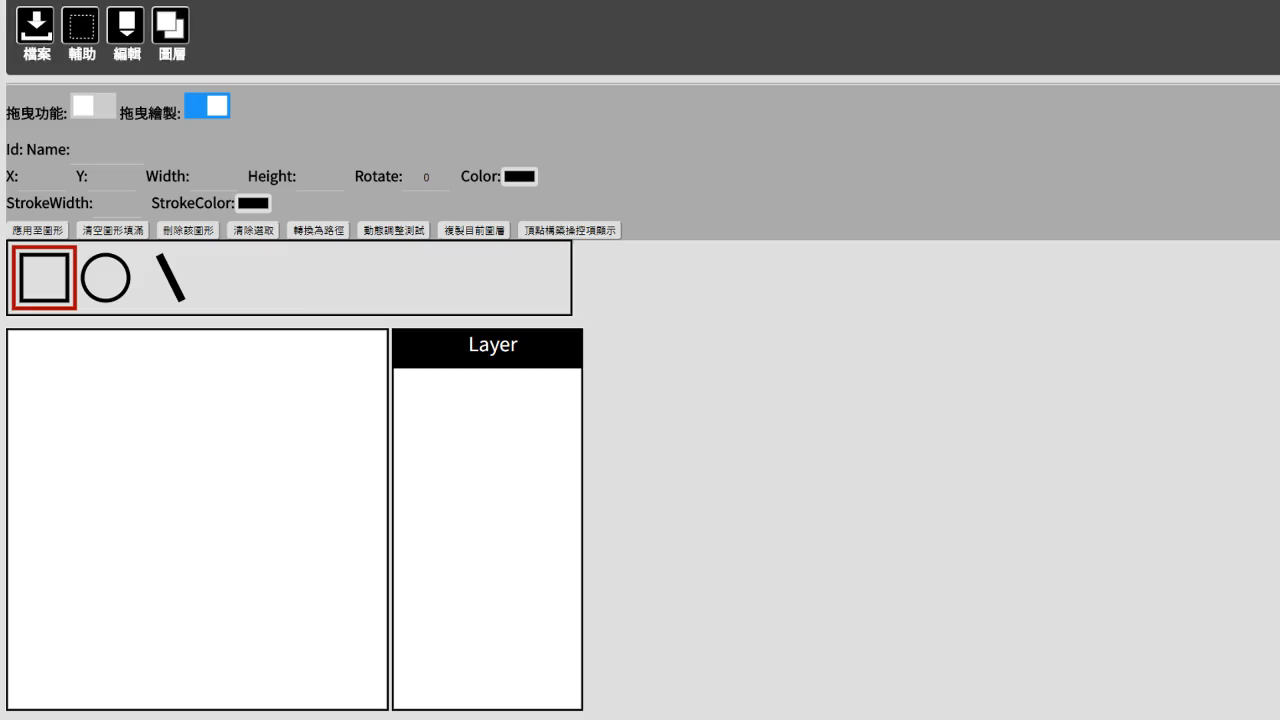 檔案 輔助 編輯 圖層
拖曳功能: 拖曳繪製:
Id: Name:
X: Y: Width: Height: Rotate: 0 Color:
StrokeWidth: StrokeColor:
應用至圖形 清空圖形填滿 刪除該圖形 清除選取 轉換為路徑 動態調整測試 複製目前圖層 頂點構築操控項顯示
Layer